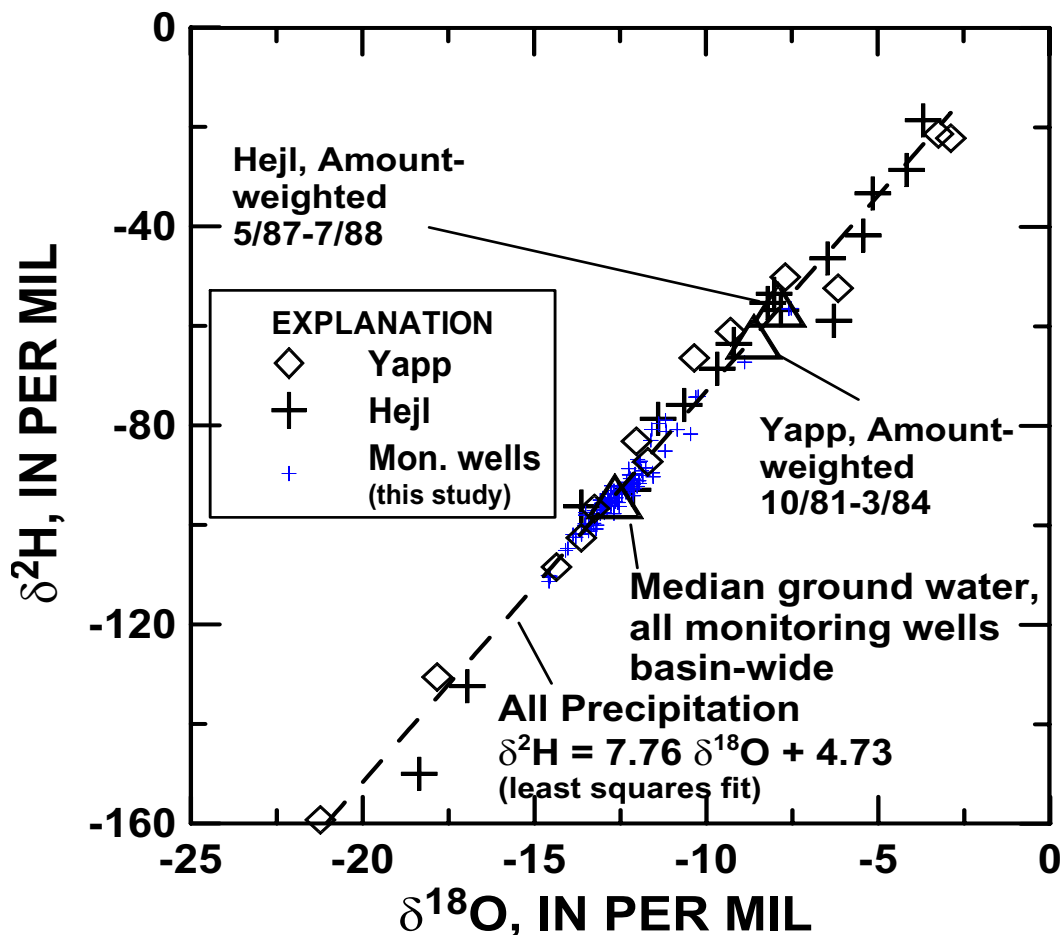 0
-40
-80
-120
-160
δ²H, IN PER MIL
Hejl, Amount-
weighted
5/87-7/88
EXPLANATION
Yapp
Hejl
Mon. wells
(this study)
Yapp, Amount-
weighted
10/81-3/84
Median ground water,
all monitoring wells
basin-wide
All Precipitation
δ²H = 7.76 δ¹⁸O + 4.73
(least squares fit)
-25 -20 -15 -10 -5 0
δ¹⁸O, IN PER MIL